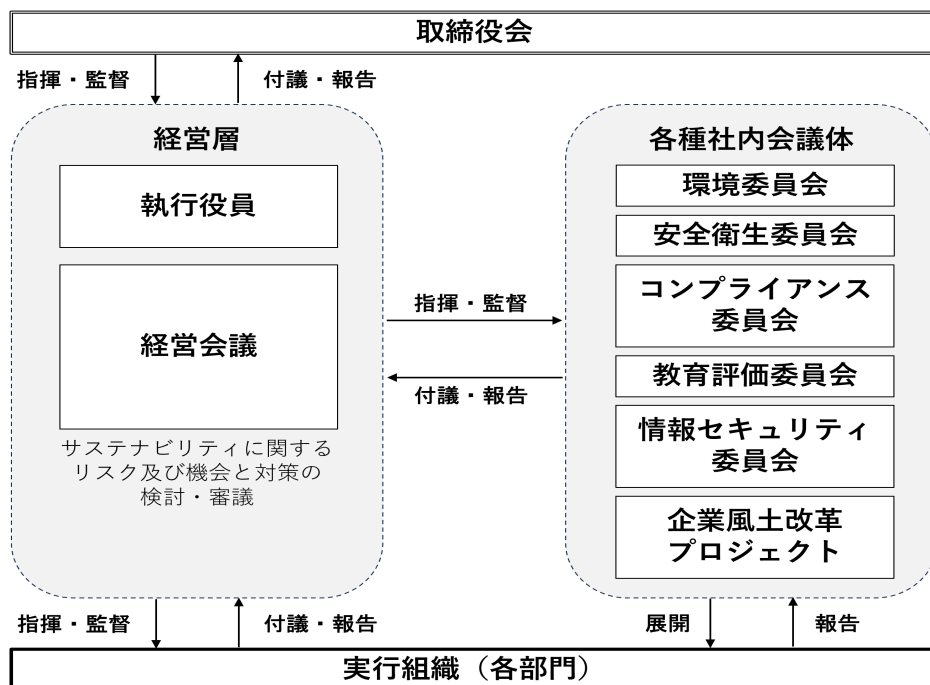 取締役会
指揮・監督
付議・報告
経営層
執行役員
経営会議
サステナビリティに関する
リスク及び機会と対策の
検討・審議
指揮・監督
付議・報告
各種社内会議体
環境委員会
安全衛生委員会
コンプライアンス
委員会
教育評価委員会
情報セキュリティ
委員会
企業風土改革
プロジェクト
指揮・監督
付議・報告
展開
報告
実行組織（各部門）